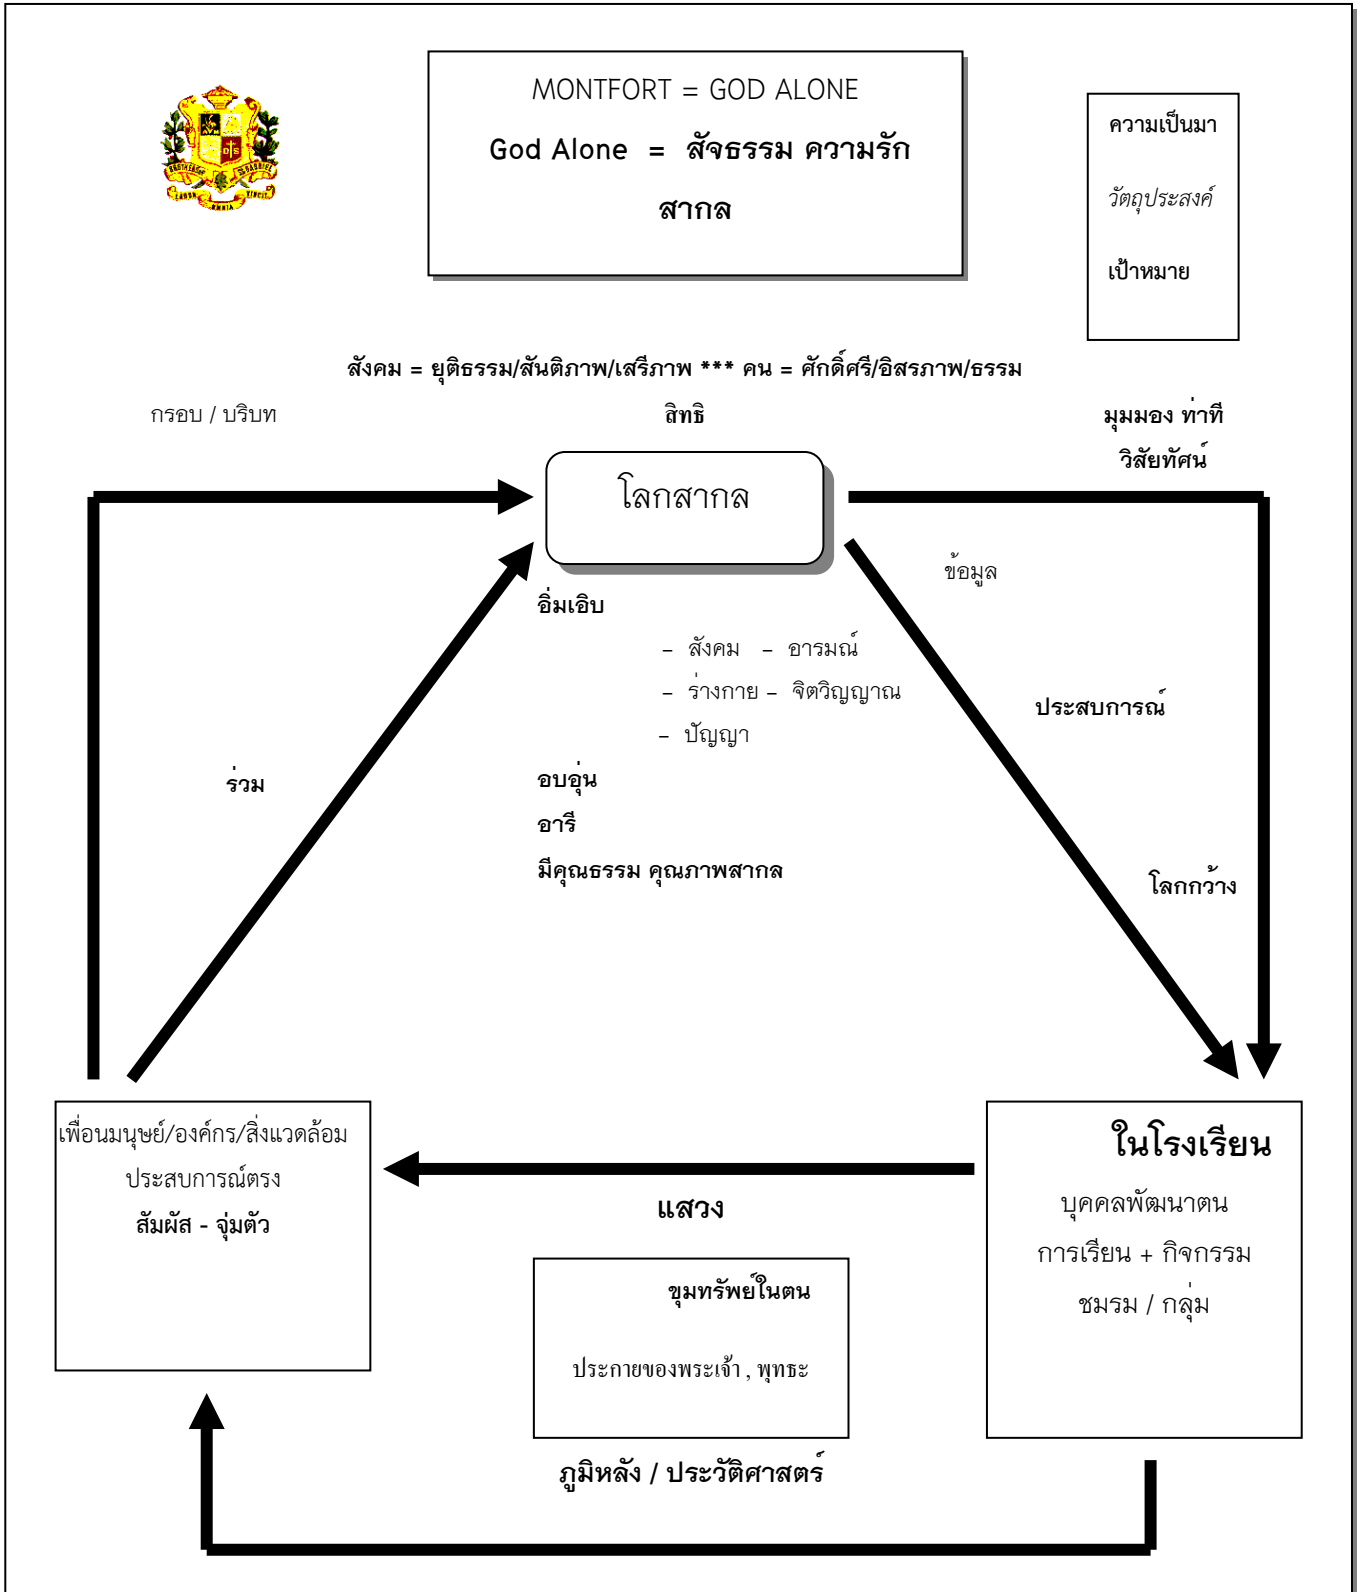 MONTFORT = GOD ALONE
God Alone = สัจธรรม ความรัก
สากล
ความเป็นมา
วัตถุประสงค์
เป้าหมาย
BROTHERS OF ST. GABRIEL
LABOR OMNIA VINCIT
D S
สังคม = ยุติธรรม/สันติภาพ/เสรีภาพ *** คน = ศักดิ์ศรี/อิสรภาพ/ธรรม
สิทธิ
กรอบ / บริบท
มุมมอง ท่าที
วิสัยทัศน์
โลกสากล
ข้อมูล
อิ่มเอิบ
– สังคม – อารมณ์
– ร่างกาย – จิตวิญญาณ
– ปัญญา
ประสบการณ์
ร่วม
อบอุ่น
อารี
มีคุณธรรม คุณภาพสากล
โลกกว้าง
เพื่อนมนุษย์/องค์กร/สิ่งแวดล้อม
ประสบการณ์ตรง
สัมผัส - จุ่มตัว
ในโรงเรียน
บุคคลพัฒนาตน
การเรียน + กิจกรรม
ชมรม / กลุ่ม
แสวง
ขุมทรัพย์ในตน
ประกายของพระเจ้า , พุทธะ
ภูมิหลัง / ประวัติศาสตร์